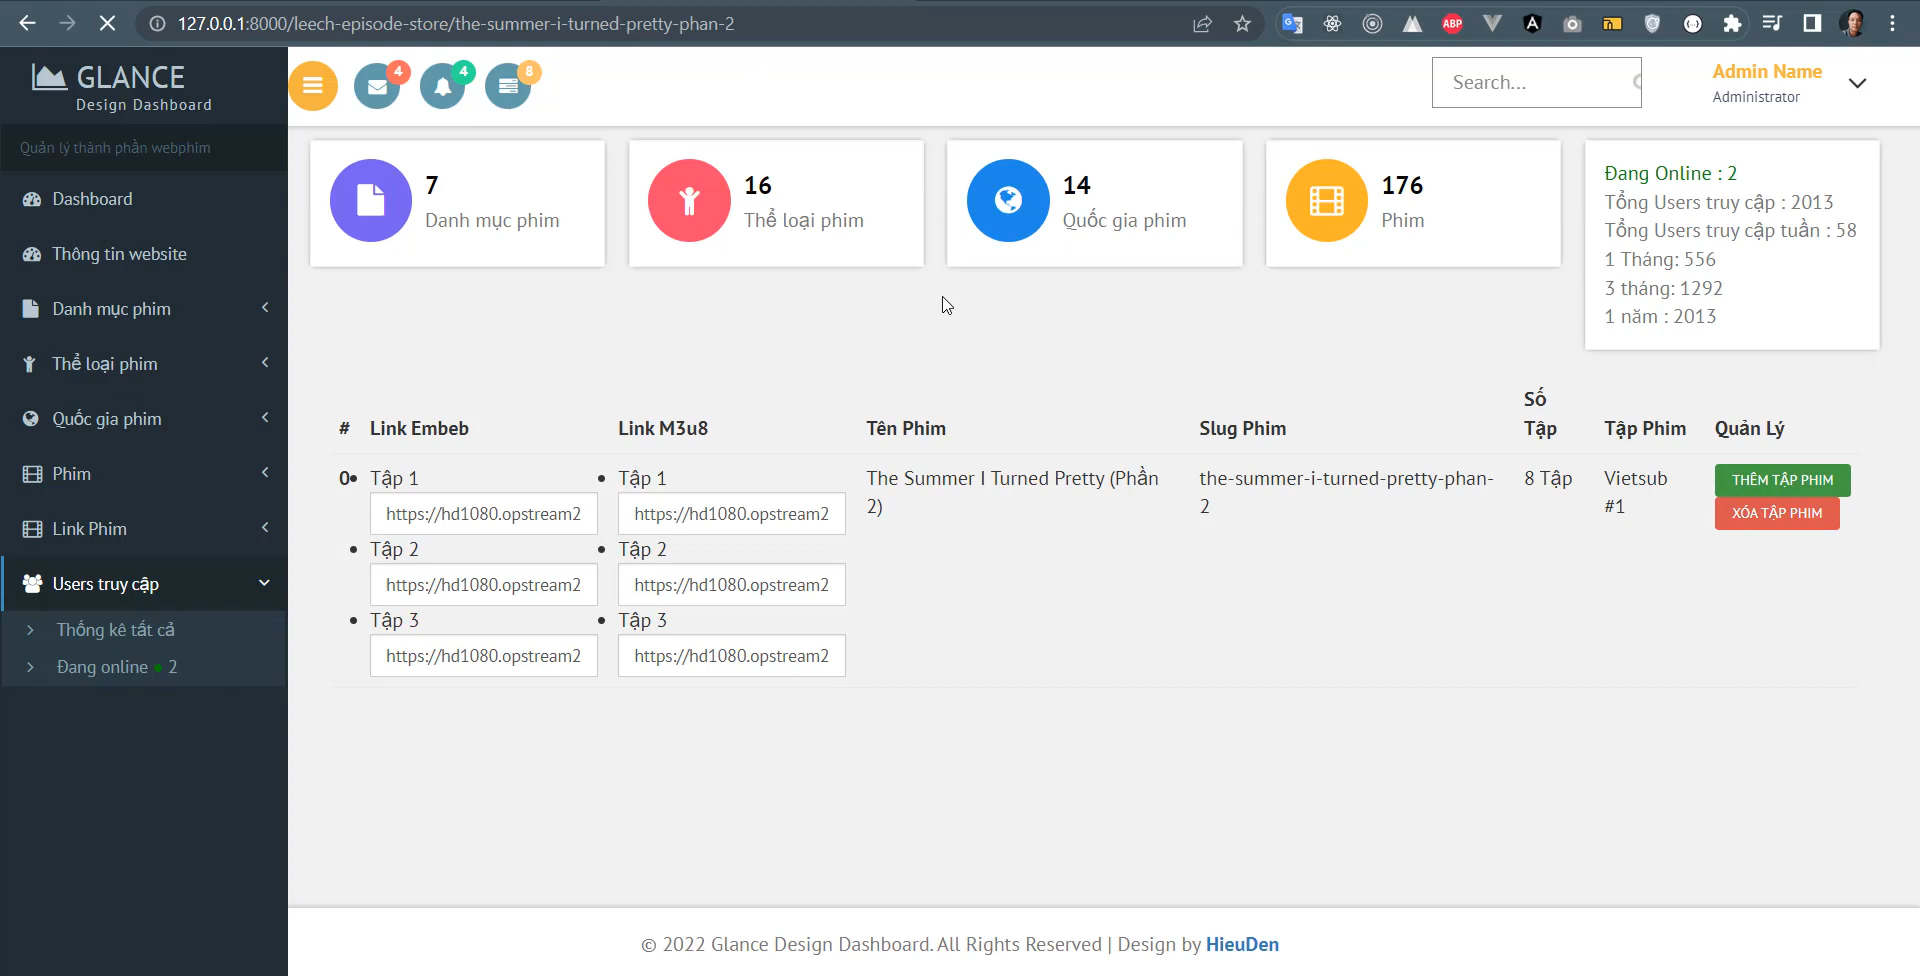 127.0.0.1:8000/leech-episode-store/the-summer-i-turned-pretty-phan-2
ABP
GLANCE
Design Dashboard
Quản lý thành phần webphim
Dashboard
Thông tin website
Danh mục phim
Thể loại phim
Quốc gia phim
Phim
Link Phim
Users truy cập
Thống kê tất cả
Đang online 2
4
4
8
Search...
Admin Name
Administrator
7
Danh mục phim
16
Thể loại phim
14
Quốc gia phim
176
Phim
Đang Online : 2
Tổng Users truy cập : 2013
Tổng Users truy cập tuần : 58
1 Tháng: 556
3 tháng: 1292
1 năm : 2013
# Link Embeb Link M3u8 Tên Phim Slug Phim Số Tập Tập Phim Quản Lý
0
Tập 1
https://hd1080.opstream2
Tập 2
https://hd1080.opstream2
Tập 3
https://hd1080.opstream2
Tập 1
https://hd1080.opstream2
Tập 2
https://hd1080.opstream2
Tập 3
https://hd1080.opstream2
The Summer I Turned Pretty (Phần
2)
the-summer-i-turned-pretty-phan-
2
8 Tập
Vietsub
#1
THÊM TẬP PHIM
XÓA TẬP PHIM
© 2022 Glance Design Dashboard. All Rights Reserved | Design by HieuDen